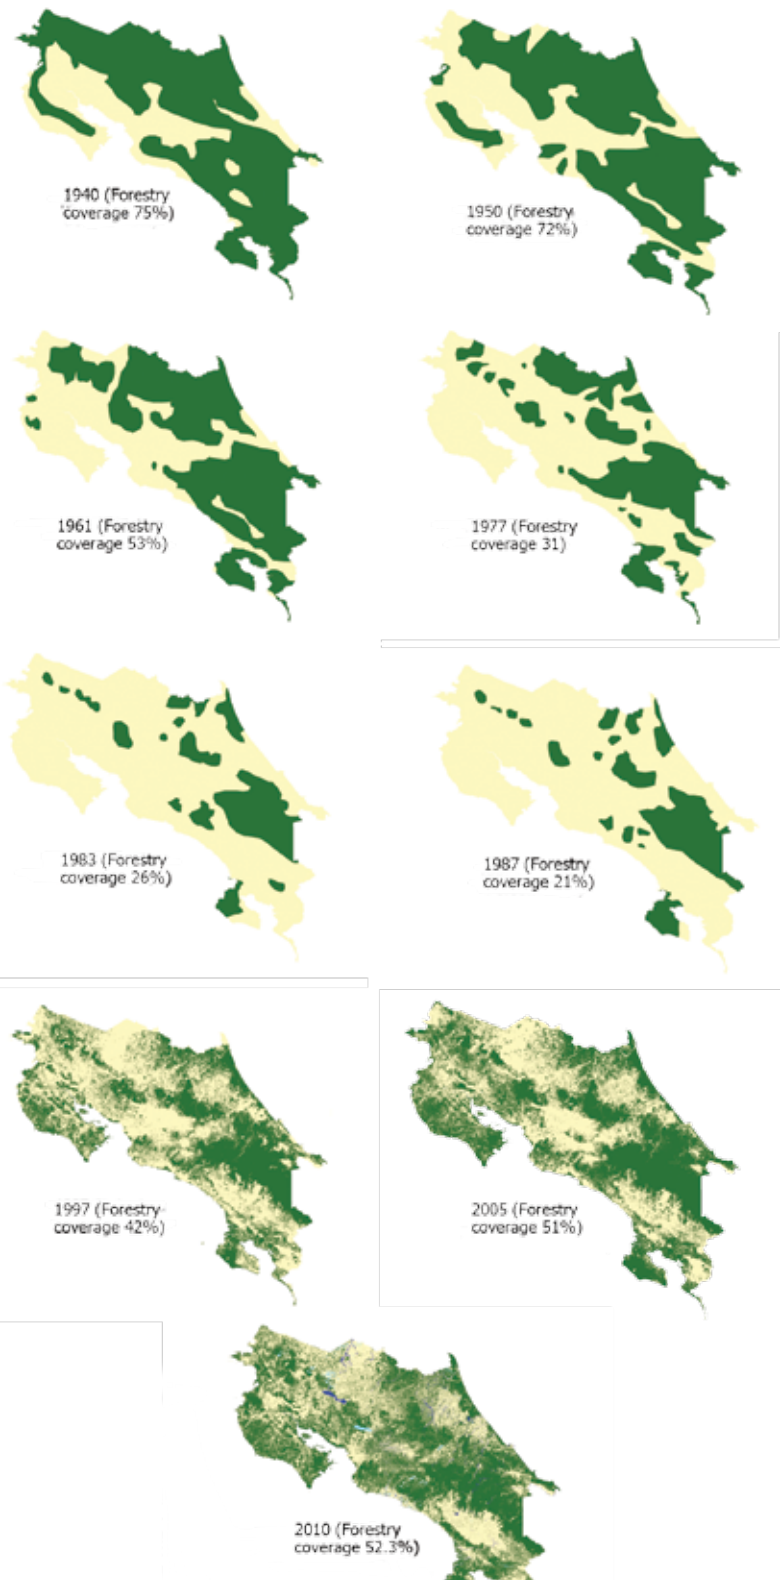 1940 (Forestry
coverage 75%)
1950 (Forestry
coverage 72%)
1961 (Forestry
coverage 53%)
1977 (Forestry
coverage 31)
1983 (Forestry
coverage 26%)
1987 (Forestry
coverage 21%)
1997 (Forestry
coverage 42%)
2005 (Forestry
coverage 51%)
2010 (Forestry
coverage 52.3%)